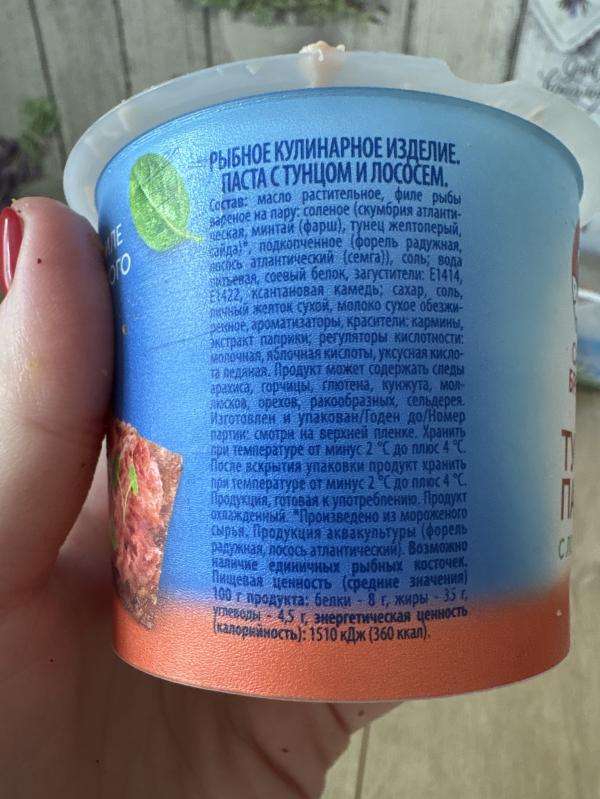 РЫБНОЕ КУЛИНАРНОЕ ИЗДЕЛИЕ.
ПАСТА С ТУНЦОМ И ЛОСОСЕМ.
Состав: масло растительное, филе рыбы
вареное на пару: соленое (скумбрия атланти-
ческая, минтай (фарш), тунец желтоперый,
сайда)*, подкопченное (форель радужная,
лосось атлантический (семга)), соль; вода
питьевая, соевый белок, загустители: Е1414,
Е1422, ксантановая камедь; сахар, соль,
яичный желток сухой, молоко сухое обезжи-
ренное, ароматизаторы, красители: кармины,
экстракт паприки; регуляторы кислотности:
молочная, яблочная кислоты, уксусная кисло-
та ледяная. Продукт может содержать следы
арахиса, горчицы, глютена, кунжута, мол-
люсков, орехов, ракообразных, сельдерея.
Изготовлен и упакован/Годен до/Номер
партии: смотри на верхней пленке. Хранить
при температуре от минус 2 °С до плюс 4 °С.
После вскрытия упаковки продукт хранить
при температуре от минус 2 °С до плюс 4 °С.
Продукция, готовая к употреблению. Продукт
охлажденный. *Произведено из мороженого
сырья. Продукция аквакультуры (форель
радужная, лосось атлантический). Возможно
наличие единичных рыбных косточек.
Пищевая ценность (средние значения)
100 г продукта: белки - 8 г, жиры - 35 г,
углеводы - 4,5 г, энергетическая ценность
(калорийность): 1510 кДж (360 ккал).